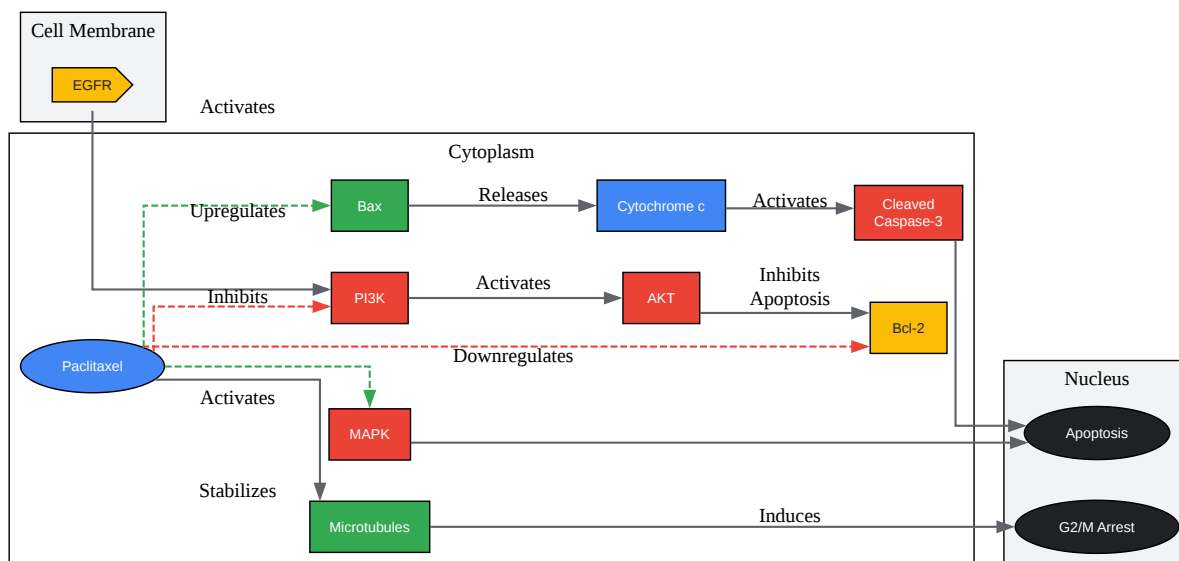 Cell Membrane
EGFR
Activates
Cytoplasm
Upregulates
Bax
Releases
Cytochrome c
Activates
Cleaved
Caspase-3
Inhibits
PI3K
Activates
AKT
Inhibits
Apoptosis
Bcl-2
Paclitaxel
Downregulates
Activates
MAPK
Nucleus
Apoptosis
Stabilizes
Microtubules
Induces
G2/M Arrest